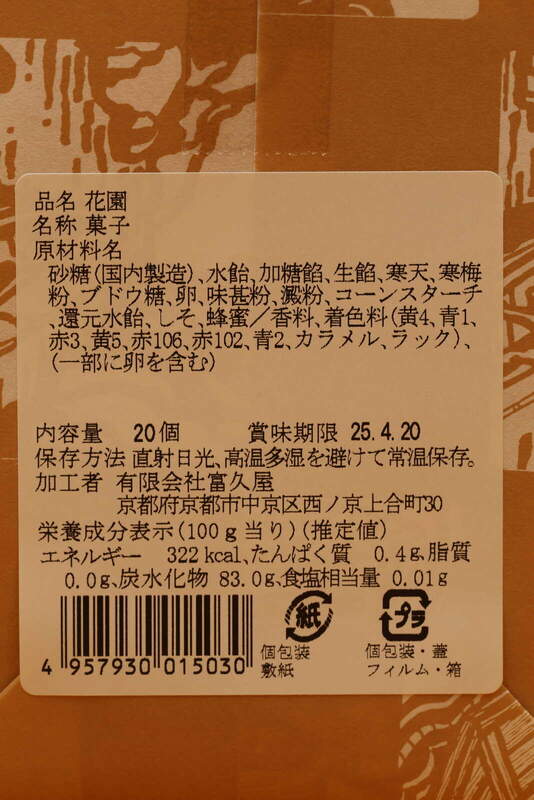 品名 花園
名称 菓子
原材料名
砂糖(国内製造)、水飴、加糖餡、生餡、寒天、寒梅
粉、ブドウ糖、卵、味甚粉、澱粉、コーンスターチ
、還元水飴、しそ、蜂蜜/香料、着色料(黄4、青1、
赤3、黄5、赤106、赤102、青2、カラメル、ラック)、
(一部に卵を含む)
内容量 20個 賞味期限 25.4.20
保存方法 直射日光、高温多湿を避けて常温保存。
加工者 有限会社富久屋
京都府京都市中京区西ノ京上合町30
栄養成分表示(100g当り)(推定値)
エネルギー 322kcal、たんぱく質 0.4g、脂質
0.0g、炭水化物 83.0g、食塩相当量 0.01g
4 957930 015030
紙
個包装
敷紙
プラ
個包装・蓋
フィルム・箱